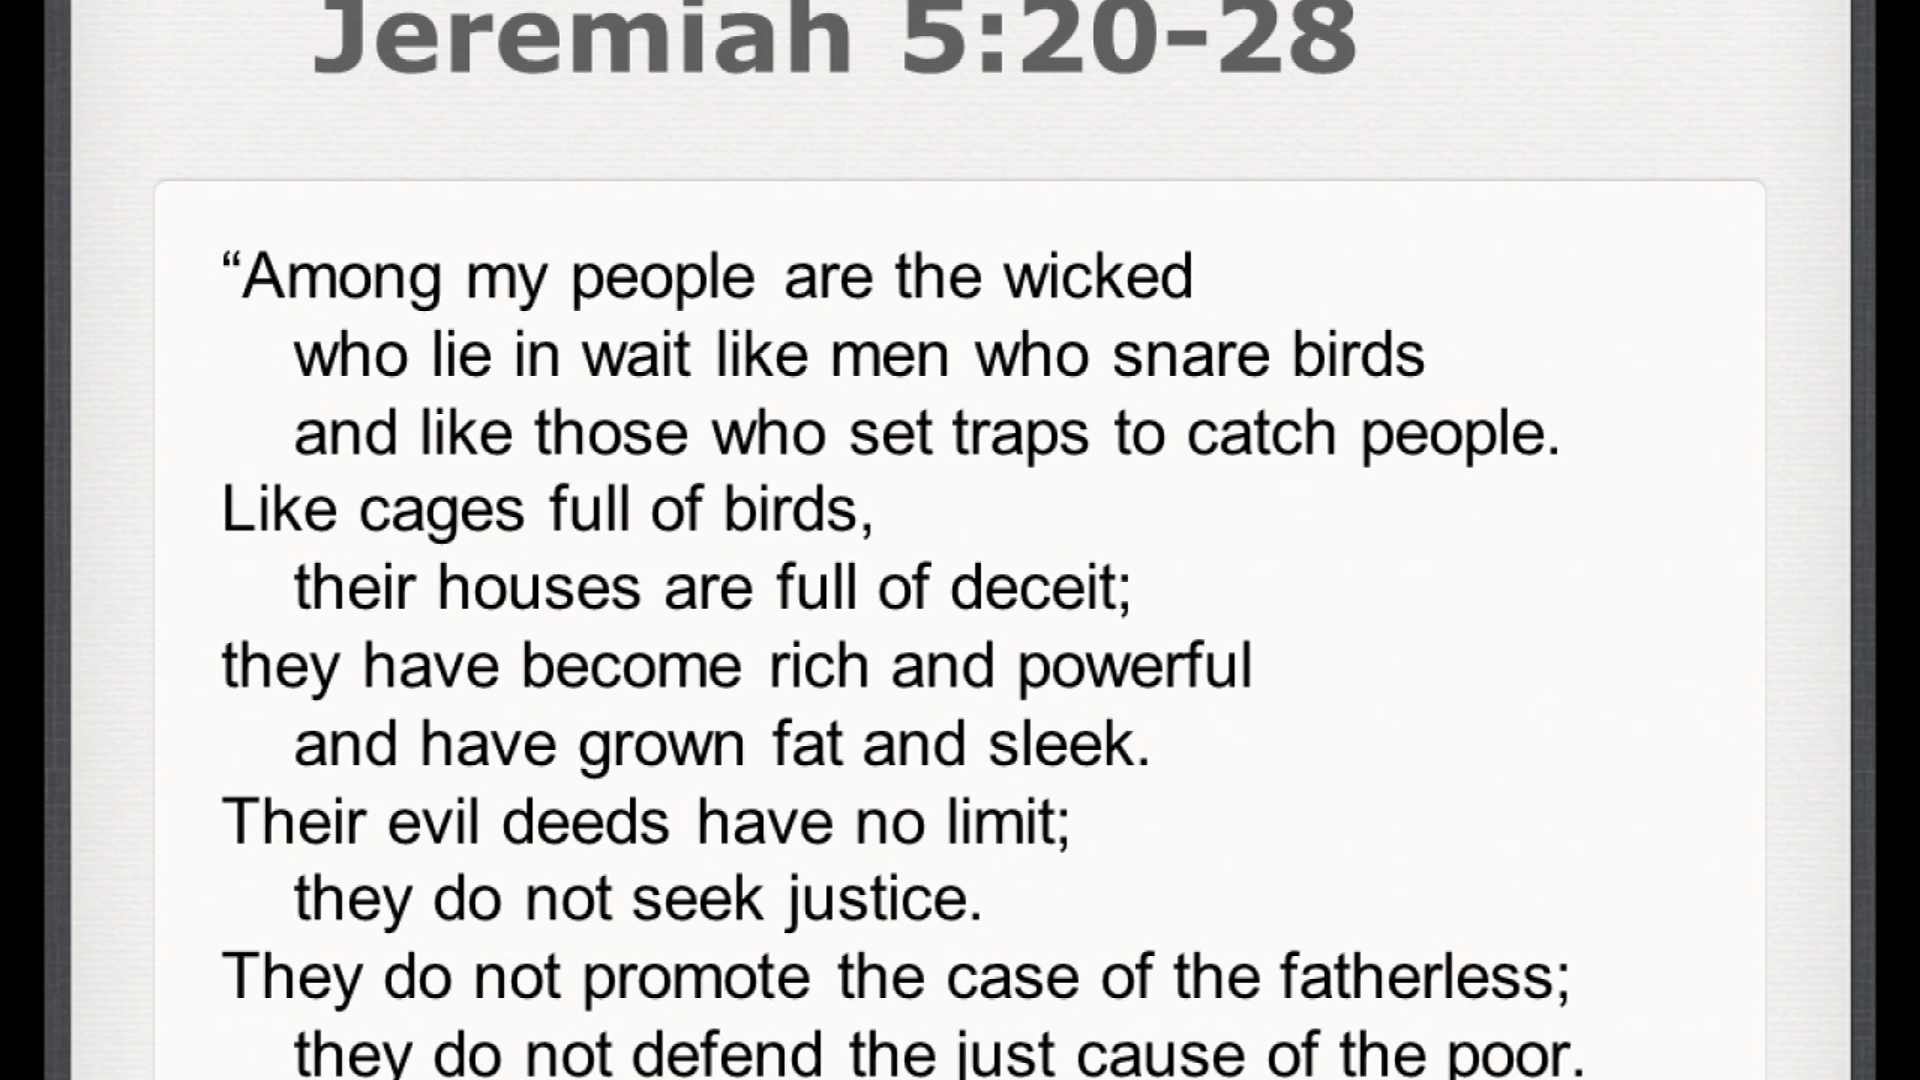 Jeremiah 5:20-28
“Among my people are the wicked
who lie in wait like men who snare birds
and like those who set traps to catch people.
Like cages full of birds,
their houses are full of deceit;
they have become rich and powerful
and have grown fat and sleek.
Their evil deeds have no limit;
they do not seek justice.
They do not promote the case of the fatherless;
they do not defend the just cause of the poor.